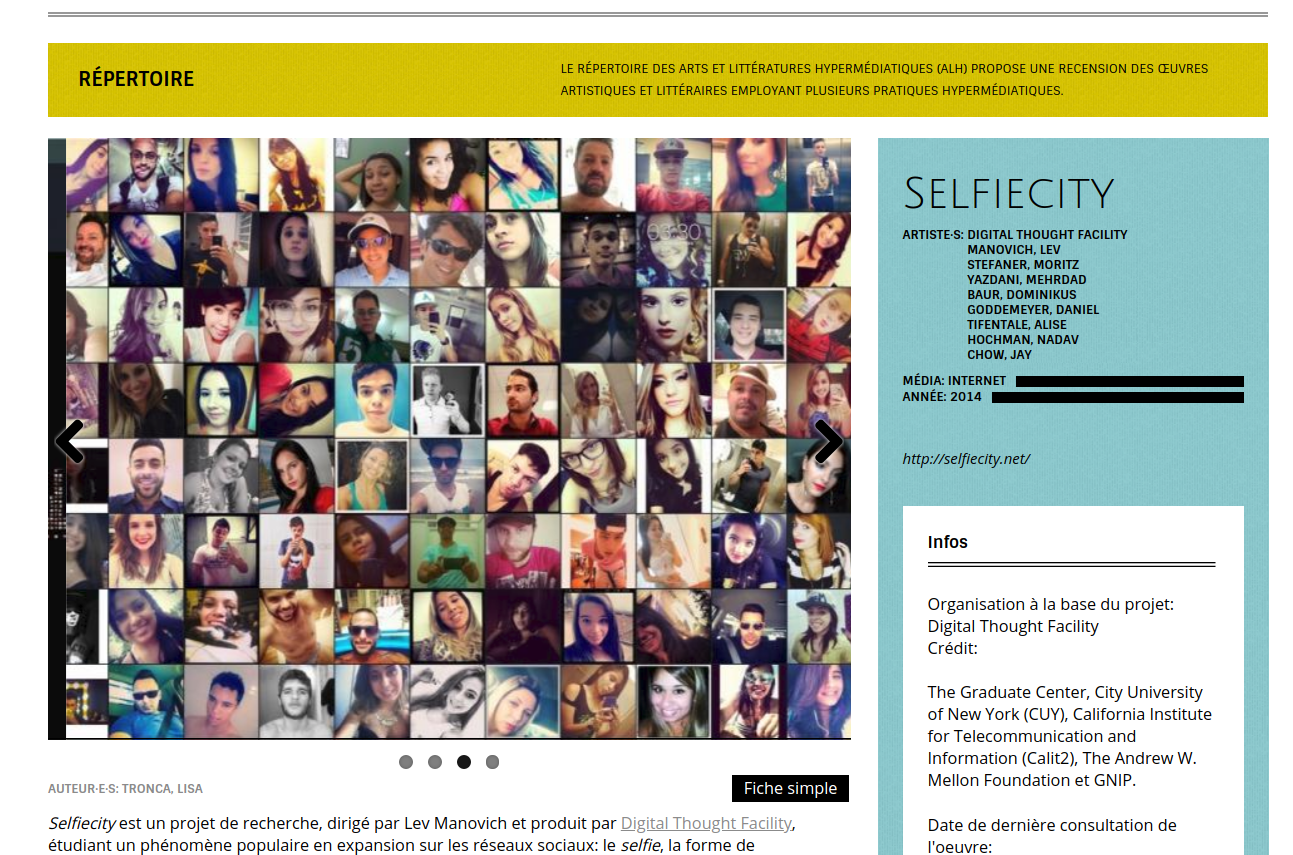 RÉPERTOIRE
LE RÉPERTOIRE DES ARTS ET LITTÉRATURES HYPERMÉDIATIQUES (ALH) PROPOSE UNE RECENSION DES ŒUVRES
ARTISTIQUES ET LITTÉRAIRES EMPLOYANT PLUSIEURS PRATIQUES HYPERMÉDIATIQUES.
03:30
5
SELFIECITY
ARTISTE·S: DIGITAL THOUGHT FACILITY
MANOVICH, LEV
STEFANER, MORITZ
YAZDANI, MEHRDAD
BAUR, DOMINIKUS
GODDEMEYER, DANIEL
TIFENTALE, ALISE
HOCHMAN, NADAV
CHOW, JAY
MÉDIA: INTERNET
ANNÉE: 2014
http://selfiecity.net/
Infos
Organisation à la base du projet:
Digital Thought Facility
Crédit:
The Graduate Center, City University
of New York (CUY), California Institute
for Telecommunication and
Information (Calit2), The Andrew W.
Mellon Foundation et GNIP.
Date de dernière consultation de
l'oeuvre:
AUTEUR·E·S: TRONCA, LISA
Fiche simple
Selfiecity est un projet de recherche, dirigé par Lev Manovich et produit par Digital Thought Facility,
étudiant un phénomène populaire en expansion sur les réseaux sociaux: le selfie, la forme de